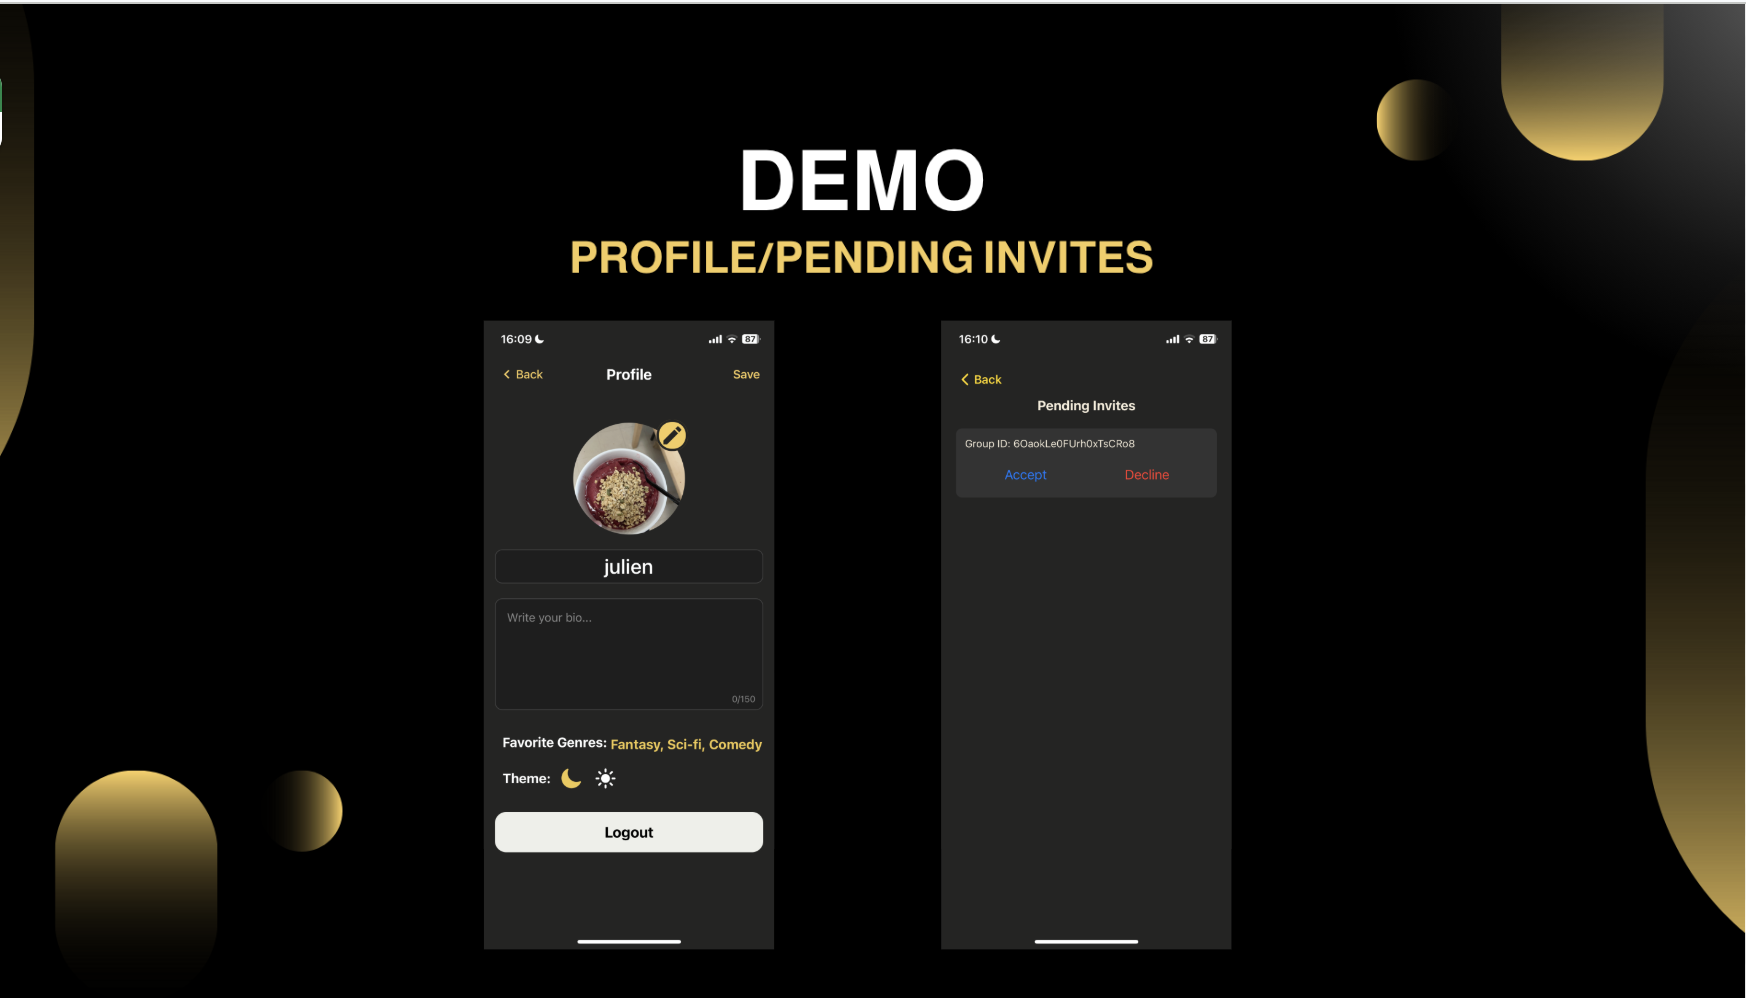 DEMO
PROFILE/PENDING INVITES
16:09
87
Back
Profile
Save
julien
Write your bio...
0/150
Favorite Genres: Fantasy, Sci-fi, Comedy
Theme:
Logout
16:10
87
Back
Pending Invites
Group ID: 6OaokLe0FUrh0xTsCRo8
Accept
Decline